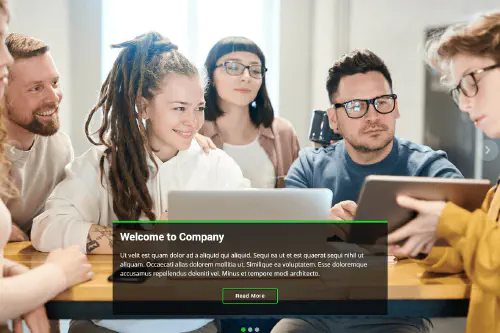 Welcome to Company
Ut velit est quam dolor ad a aliquid qui aliquid. Sequi ea ut et est quaerat sequi nihil ut
aliquam. Occaecati alias dolorem mollitia ut. Similique ea voluptatem. Esse doloremque
accusamus repellendus deleniti vel. Minus et tempore modi architecto.
Read More